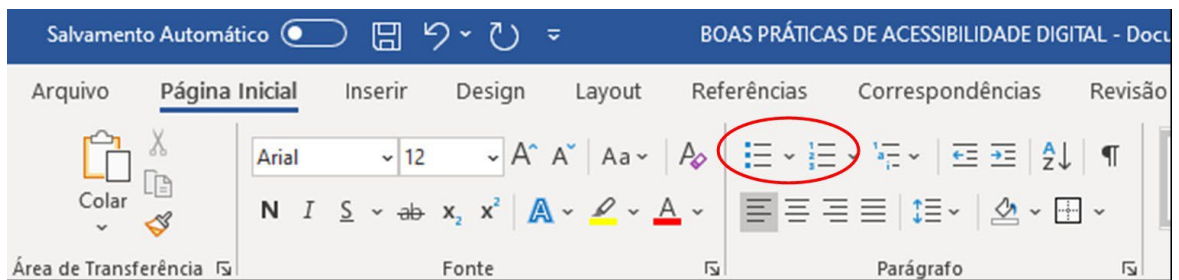 Salvamento Automático BOAS PRÁTICAS DE ACESSIBILIDADE DIGITAL - Docu
Arquivo Página Inicial Inserir Design Layout Referências Correspondências Revisão
Arial 12 A A Aa A
Colar
N I S ab x₂ x² A A
Área de Transferência Fonte Parágrafo